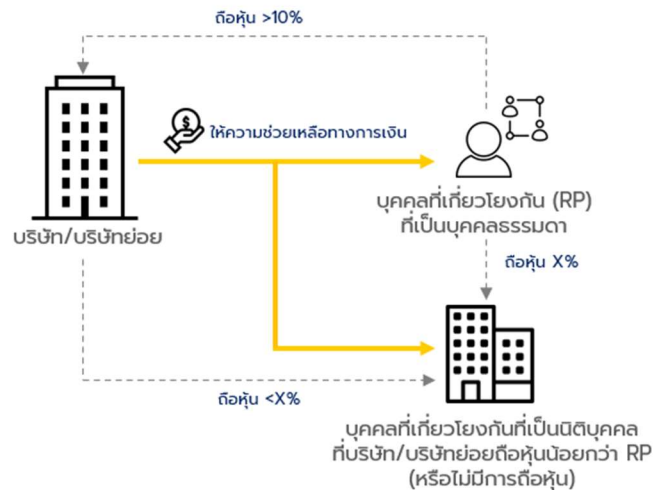 ถือหุ้น >10%
$
ให้ความช่วยเหลือทางการเงิน
บริษัท/บริษัทย่อย
บุคคลที่เกี่ยวโยงกัน (RP)
ที่เป็นบุคคลธรรมดา
ถือหุ้น X%
ถือหุ้น <X%
บุคคลที่เกี่ยวโยงกันที่เป็นนิติบุคคล
ที่บริษัท/บริษัทย่อยถือหุ้นน้อยกว่า RP
(หรือไม่มีการถือหุ้น)